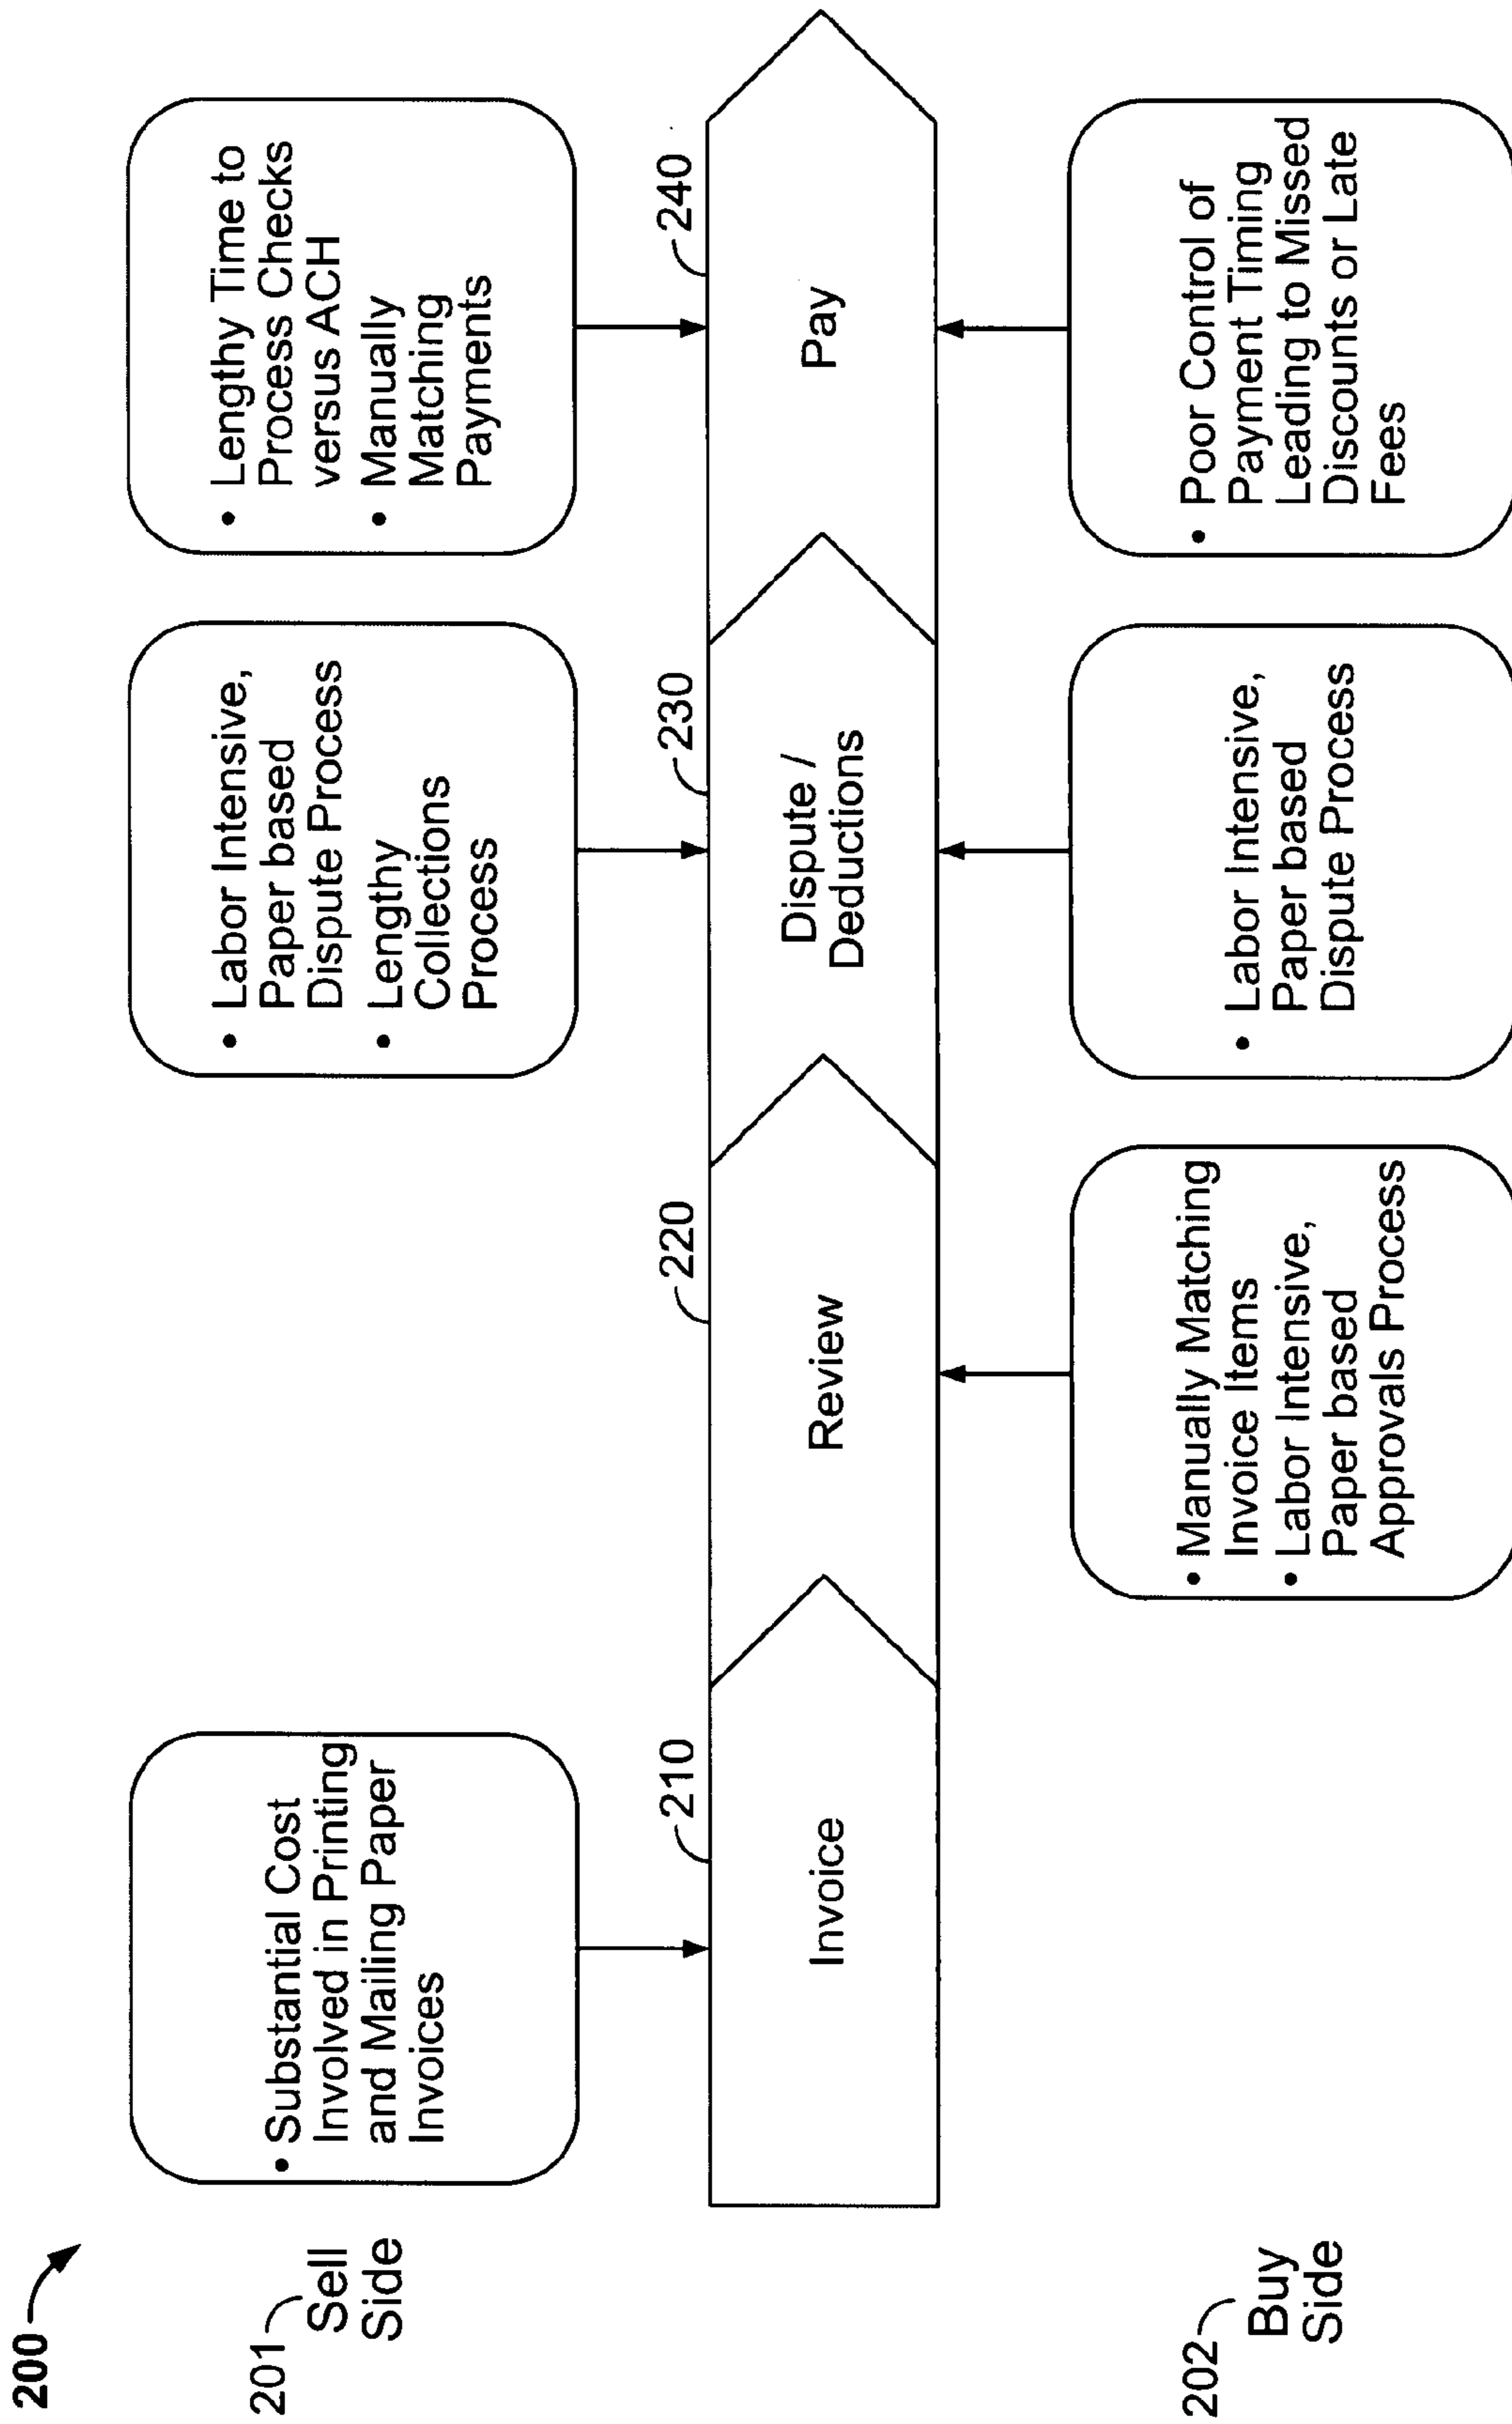 200
201
Sell
Side
• Substantial Cost
Involved in Printing
and Mailing Paper
Invoices
• Labor Intensive,
Paper based
Dispute Process
• Lengthy
Collections
Process
• Lengthy Time to
Process Checks
versus ACH
• Manually
Matching
Payments
210
220
230
240
Invoice
Review
Dispute /
Deductions
Pay
202
Buy
Side
• Manually Matching
Invoice Items
• Labor Intensive,
Paper based
Approvals Process
• Labor Intensive,
Paper based
Dispute Process
• Poor Control of
Payment Timing
Leading to Missed
Discounts or Late
Fees